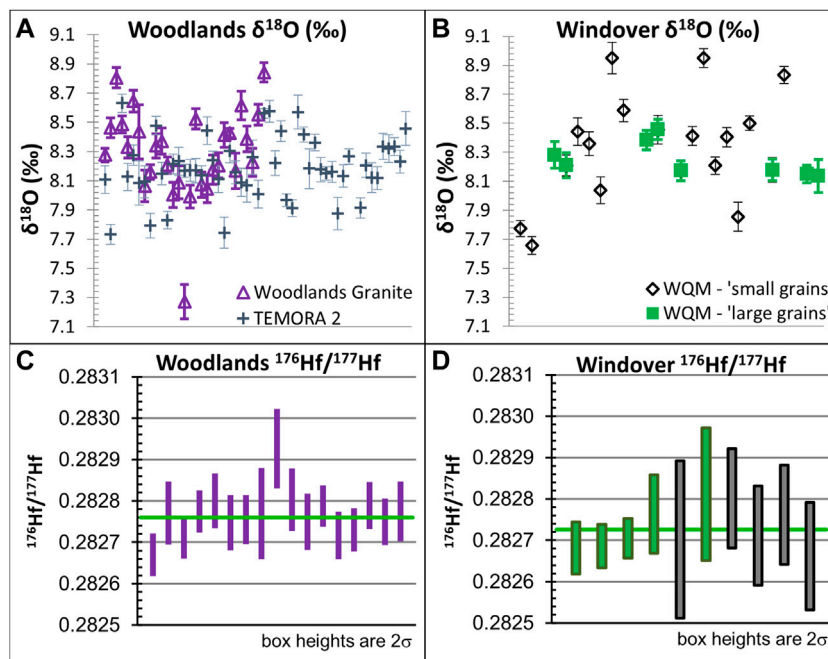 A
Woodlands δ¹⁸O (‰)
9.1
8.9
8.7
8.5
8.3
8.1
7.9
7.7
7.5
7.3
7.1
δ¹⁸O (‰)
Woodlands Granite
TEMORA 2
B
Windover δ¹⁸O (‰)
9.1
8.9
8.7
8.5
8.3
8.1
7.9
7.7
7.5
7.3
7.1
δ¹⁸O (‰)
WQM - 'small grains'
WQM - 'large grains'
C
Woodlands ¹⁷⁶Hf/¹⁷⁷Hf
0.2831
0.2830
0.2829
0.2828
0.2827
0.2826
0.2825
¹⁷⁶Hf/¹⁷⁷Hf
box heights are 2σ
D
Windover ¹⁷⁶Hf/¹⁷⁷Hf
0.2831
0.2830
0.2829
0.2828
0.2827
0.2826
0.2825
¹⁷⁶Hf/¹⁷⁷Hf
box heights are 2σ